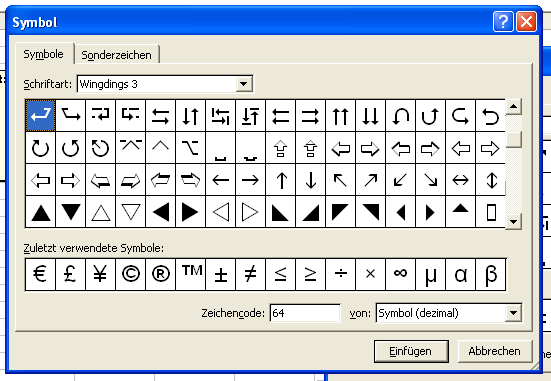 Symbol
Symbole
Sonderzeichen
Schriftart:
Wingdings 3
Zuletzt verwendete Symbole:
€ £ ¥ © ® ™ ± ≠ ≤ ≥ ÷ × ∞ µ α β
Zeichencode:
64
von:
Symbol (dezimal)
Einfügen
Abbrechen